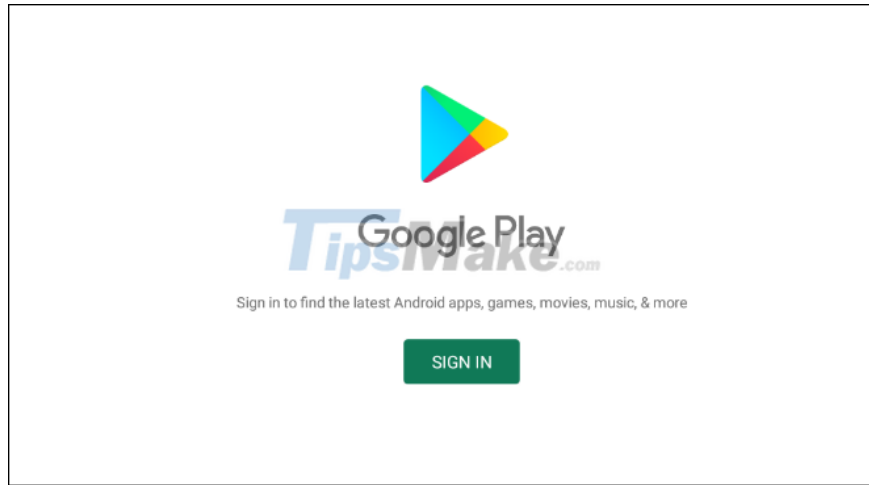 Google Play
TipsMake.com
Sign in to find the latest Android apps, games, movies, music, & more
SIGN IN